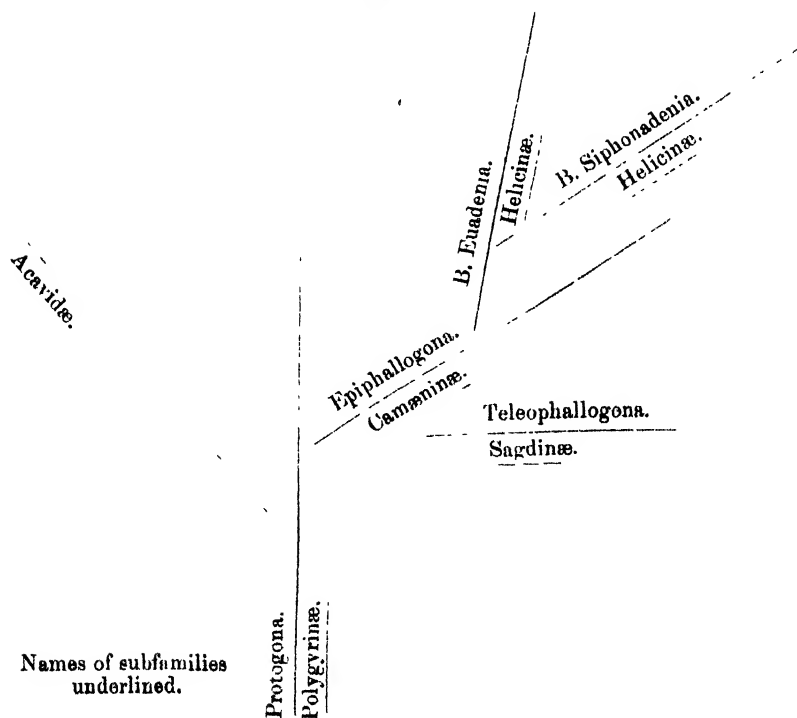 B. Euadenia.
Helicinæ.
B. Siphonadenia.
Helicinæ.
Acavidæ.
Epiphallogona.
Camæninæ.
Teleophallogona.
Sagdinæ.
Protogona.
Polygyrinæ.
Names of subfamilies
underlined.